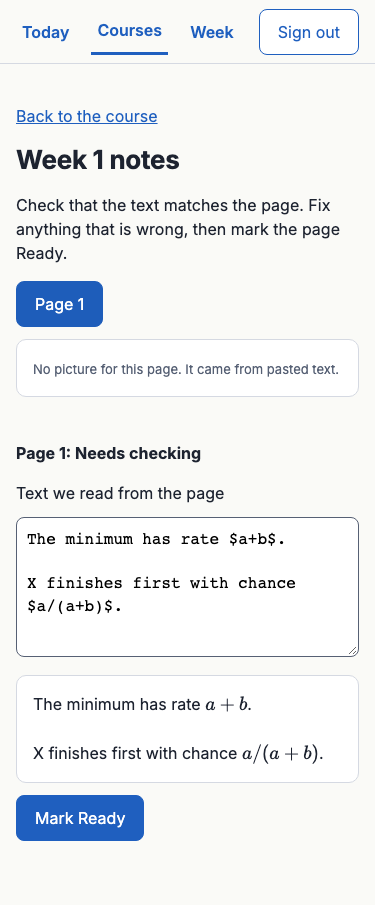 Today Courses Week Sign out
Back to the course
Week 1 notes
Check that the text matches the page. Fix
anything that is wrong, then mark the page
Ready.
Page 1
No picture for this page. It came from pasted text.
Page 1: Needs checking
Text we read from the page
The minimum has rate $a+b$.
X finishes first with chance
$a/(a+b)$.
The minimum has rate a + b.
X finishes first with chance a/(a + b).
Mark Ready